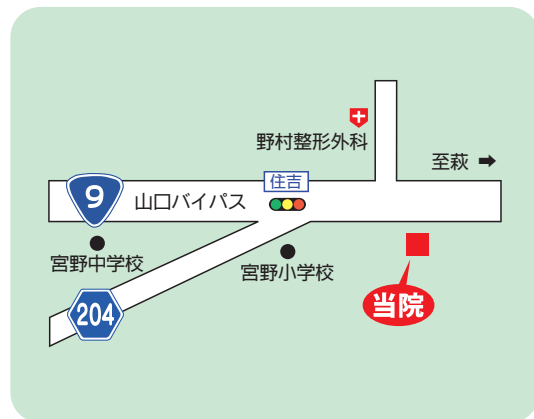 野村整形外科
至萩
住吉
9
山口バイパス
宮野中学校
宮野小学校
204
当院